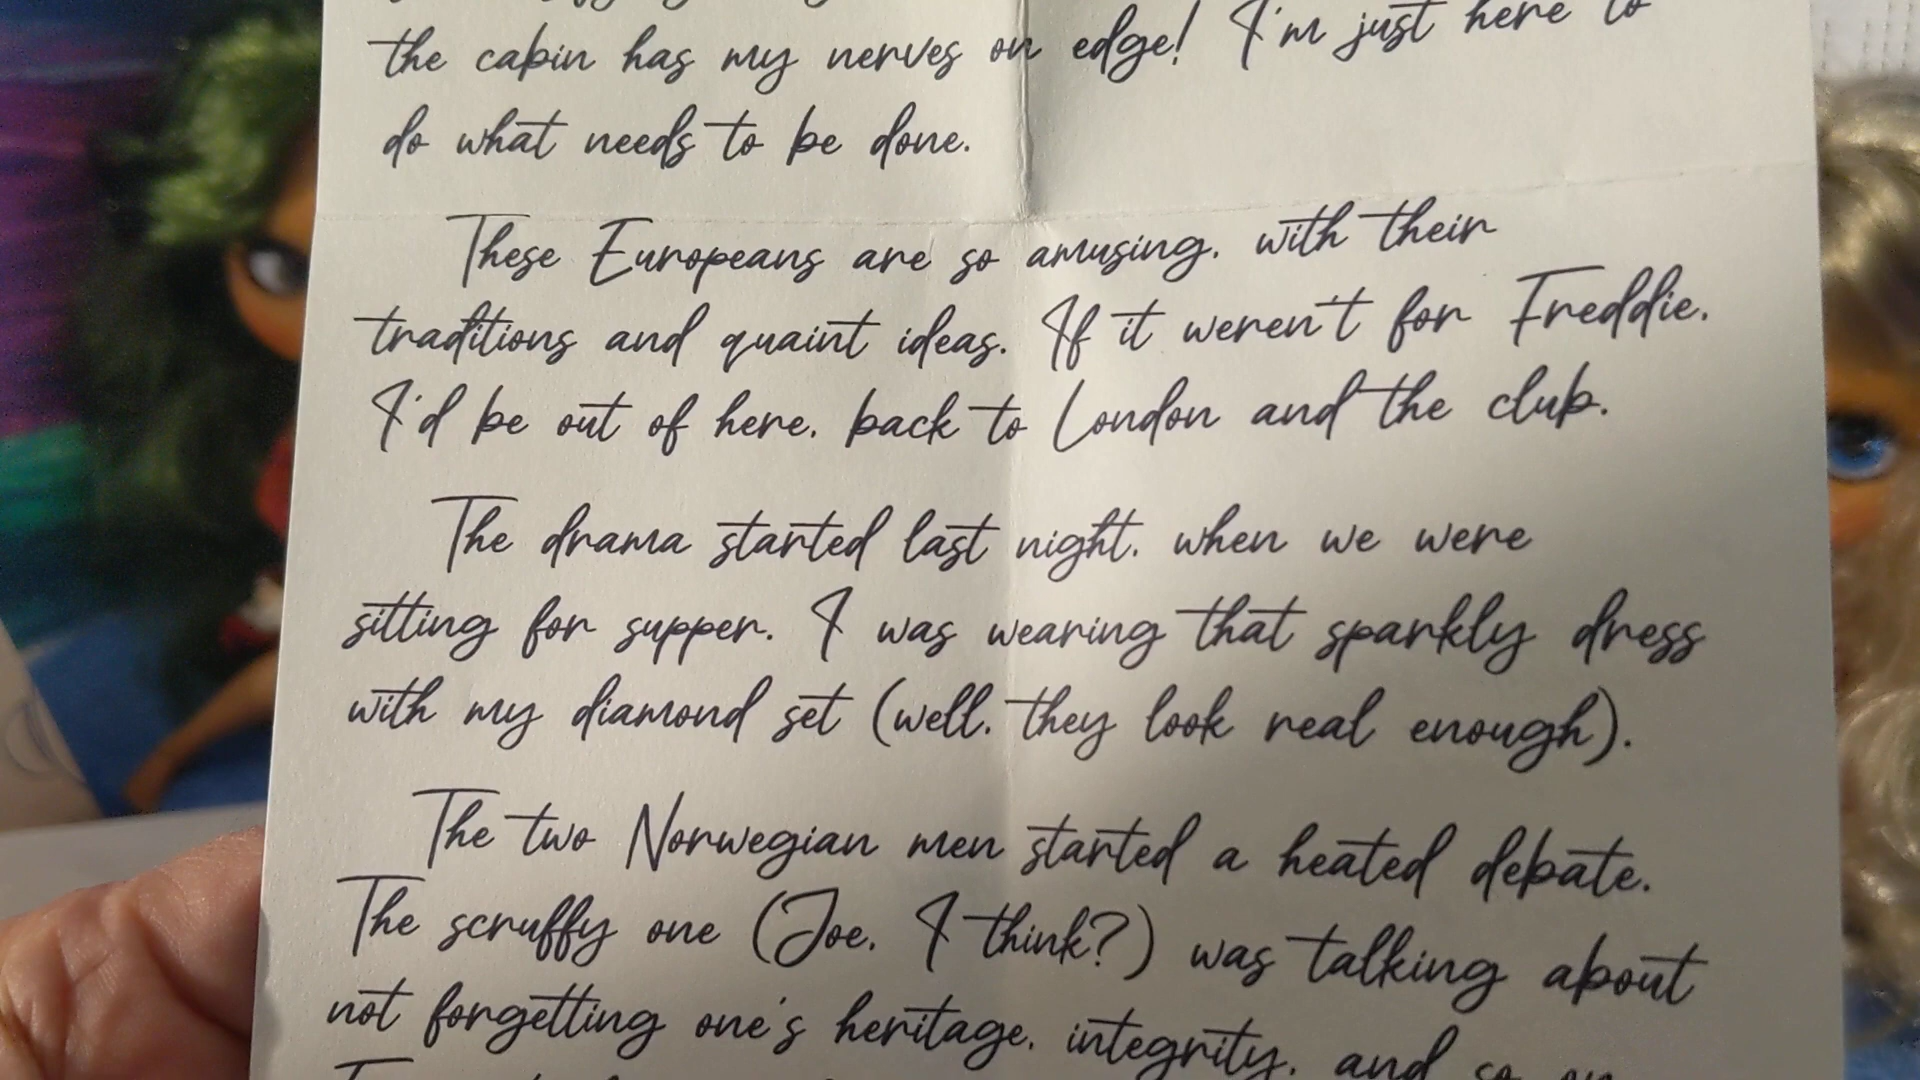 the cabin has my nerves on edge! I'm just here to
do what needs to be done.
These Europeans are so amusing, with their
traditions and quaint ideas. If it weren't for Freddie,
I'd be out of here, back to London and the club.
The drama started last night, when we were
sitting for supper. I was wearing that sparkly dress
with my diamond set (well, they look real enough).
The two Norwegian men started a heated debate.
The scruffy one (Joe, I think?) was talking about
not forgetting one's heritage, integrity, and so on